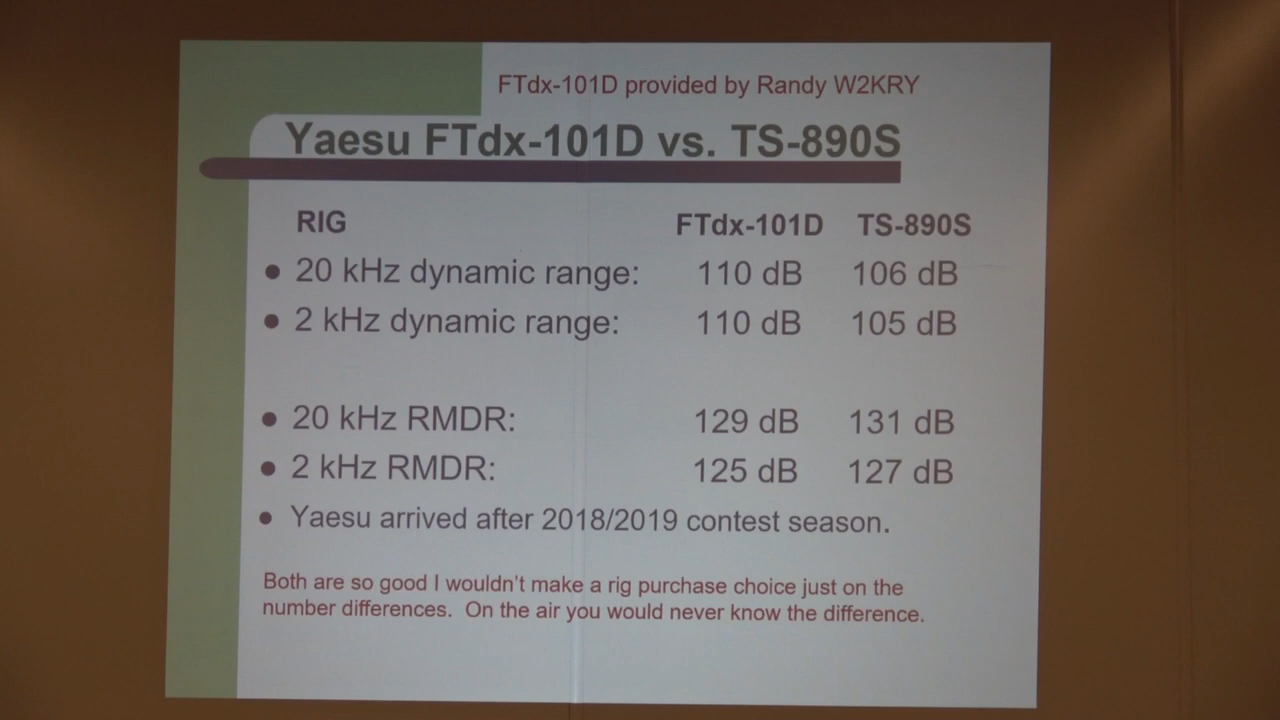 FTdx-101D provided by Randy W2KRY
Yaesu FTdx-101D vs. TS-890S
RIG FTdx-101D TS-890S
• 20 kHz dynamic range: 110 dB 106 dB
• 2 kHz dynamic range: 110 dB 105 dB
• 20 kHz RMDR: 129 dB 131 dB
• 2 kHz RMDR: 125 dB 127 dB
• Yaesu arrived after 2018/2019 contest season.
Both are so good I wouldn't make a rig purchase choice just on the
number differences. On the air you would never know the difference.